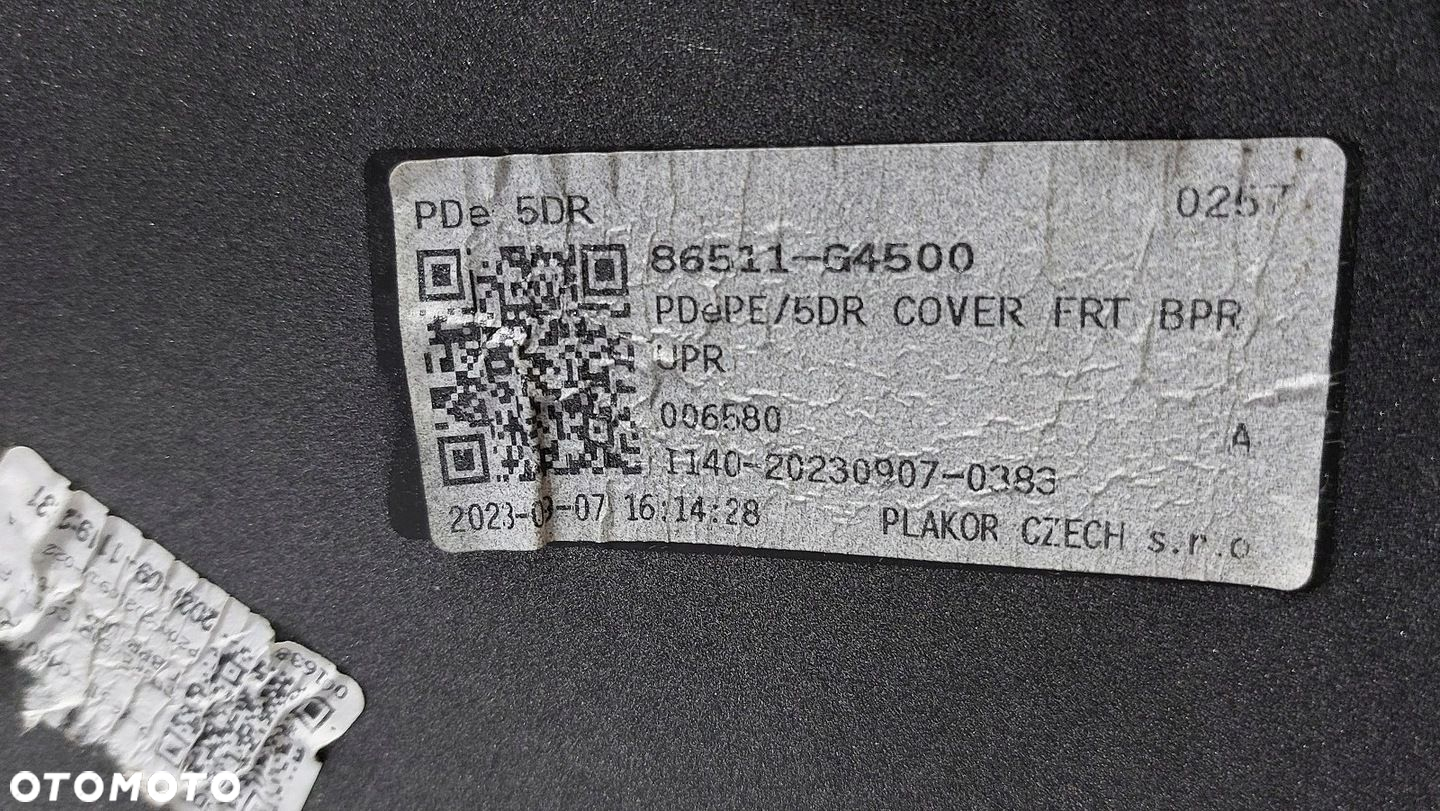 PDe 5DR
0257
86511-G4500
PDePE/5DR COVER FRT BPR
UPR
006580
A
I140-20230907-0383
2023-09-07 16:14:28
PLAKOR CZECH s.r.o
OTOMOTO